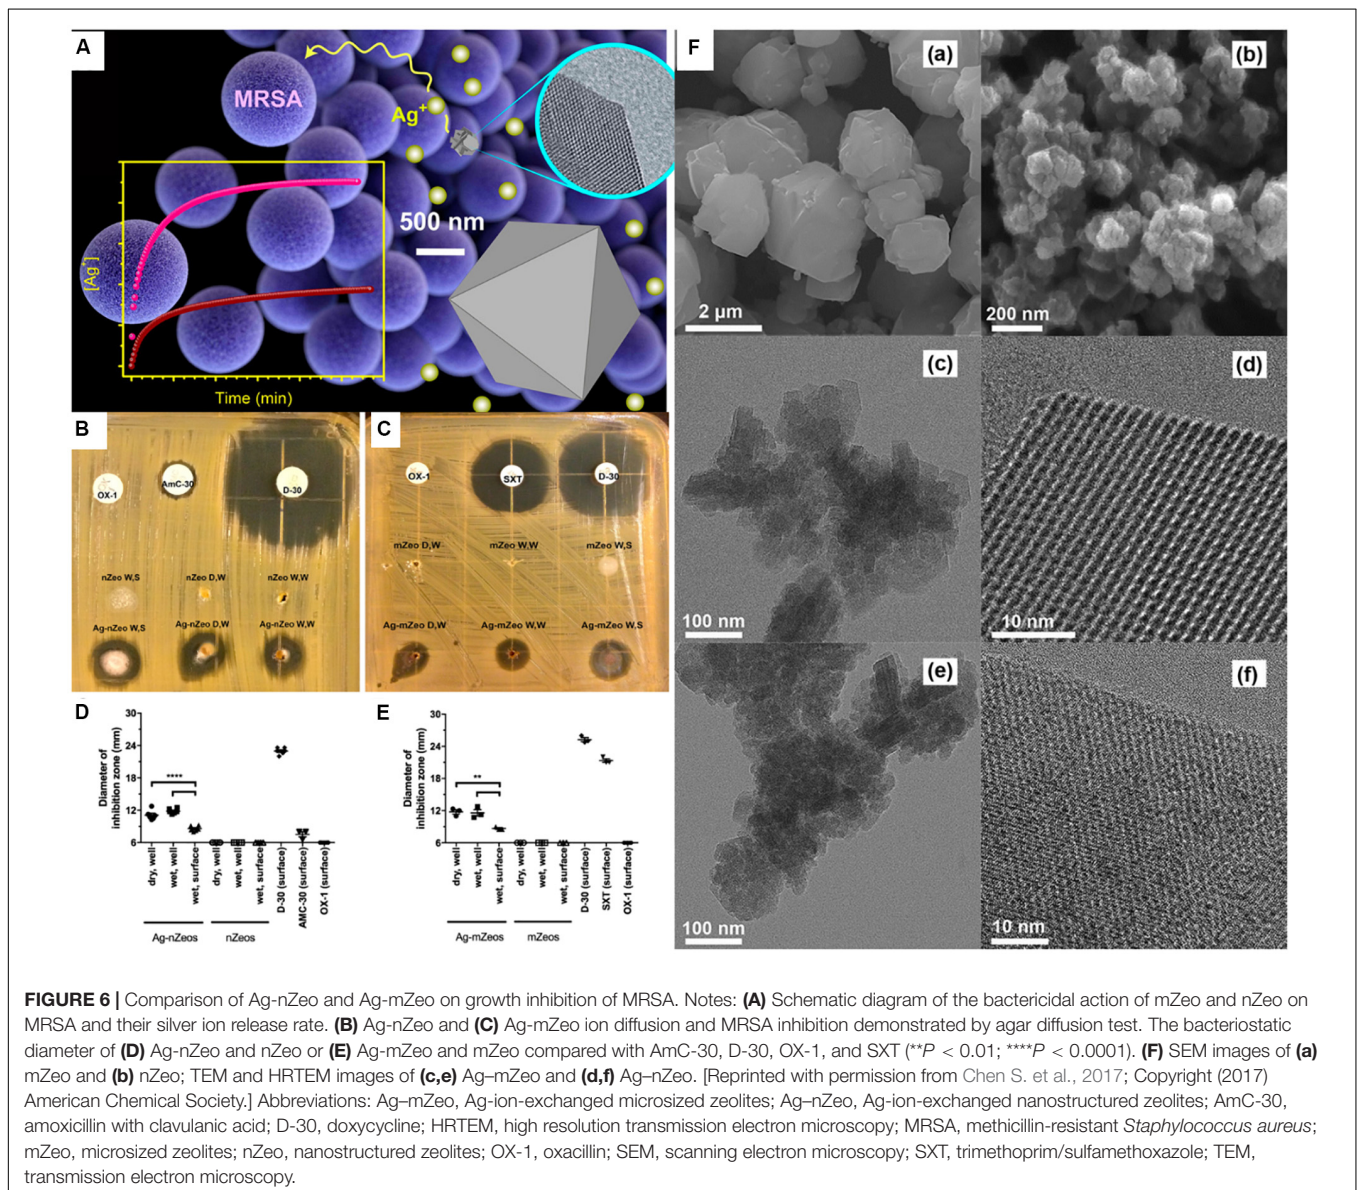 A
MRSA
Ag+
500 nm
[Ag+]
Time (min)
B
OX-1
AmC-30
D-30
nZeo W,S
nZeo D,W
nZeo W,W
Ag-nZeo W,S
Ag-nZeo D,W
Ag-nZeo W,W
C
OX-1
SXT
D-30
mZeo D,W
mZeo W,W
mZeo W,S
Ag-mZeo D,W
Ag-mZeo W,W
Ag-mZeo W,S
D
Diameter of
inhibition zone (mm)
30
24
18
12
6
****
dry, well
wet, well
wet, surface
dry, well
wet, well
wet, surface
D-30 (surface)
AMC-30 (surface)
OX-1 (surface)
Ag-nZeos
nZeos
E
Diameter of
inhibition zone (mm)
30
24
18
12
6
**
dry, well
wet, well
wet, surface
dry, well
wet, well
wet, surface
D-30 (surface)
SXT (surface)
OX-1 (surface)
Ag-mZeos
mZeos
F
(a)
2 µm
(b)
200 nm
(c)
100 nm
(d)
10 nm
(e)
100 nm
(f)
10 nm
FIGURE 6 | Comparison of Ag-nZeo and Ag-mZeo on growth inhibition of MRSA. Notes: (A) Schematic diagram of the bactericidal action of mZeo and nZeo on
MRSA and their silver ion release rate. (B) Ag-nZeo and (C) Ag-mZeo ion diffusion and MRSA inhibition demonstrated by agar diffusion test. The bacteriostatic
diameter of (D) Ag-nZeo and nZeo or (E) Ag-mZeo and mZeo compared with AmC-30, D-30, OX-1, and SXT (**P < 0.01; ****P < 0.0001). (F) SEM images of (a)
mZeo and (b) nZeo; TEM and HRTEM images of (c,e) Ag–mZeo and (d,f) Ag–nZeo. [Reprinted with permission from Chen S. et al., 2017; Copyright (2017)
American Chemical Society.] Abbreviations: Ag–mZeo, Ag-ion-exchanged microsized zeolites; Ag–nZeo, Ag-ion-exchanged nanostructured zeolites; AmC-30,
amoxicillin with clavulanic acid; D-30, doxycycline; HRTEM, high resolution transmission electron microscopy; MRSA, methicillin-resistant Staphylococcus aureus;
mZeo, microsized zeolites; nZeo, nanostructured zeolites; OX-1, oxacillin; SEM, scanning electron microscopy; SXT, trimethoprim/sulfamethoxazole; TEM,
transmission electron microscopy.